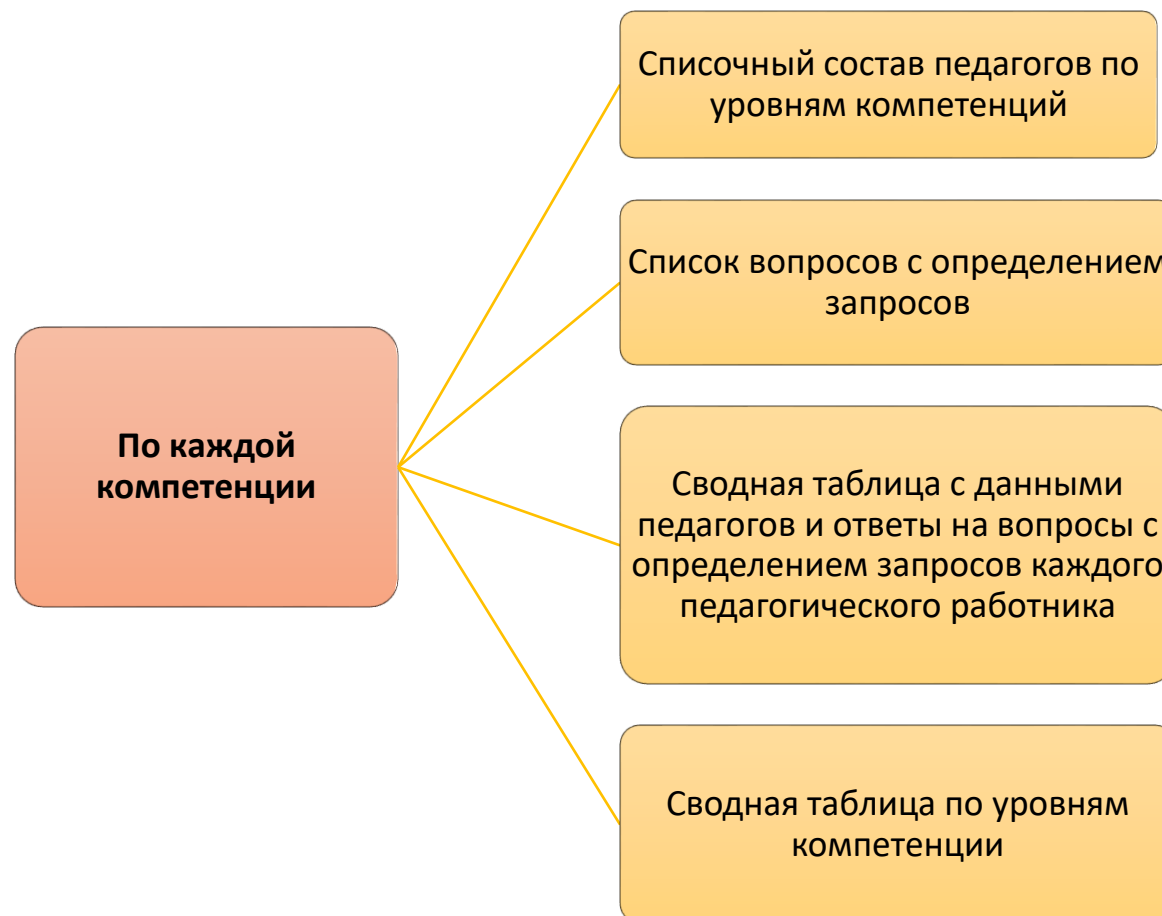 Списочный состав педагогов по
уровням компетенций
Список вопросов с определением
запросов
По каждой
компетенции
Сводная таблица с данными
педагогов и ответы на вопросы с
определением запросов каждого
педагогического работника
Сводная таблица по уровням
компетенции